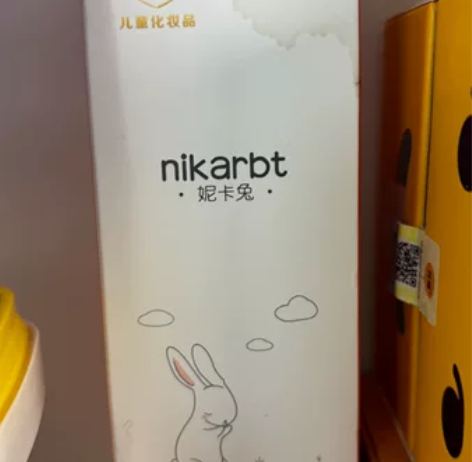 儿童化妆品
nikarbt
· 妮卡兔 ·